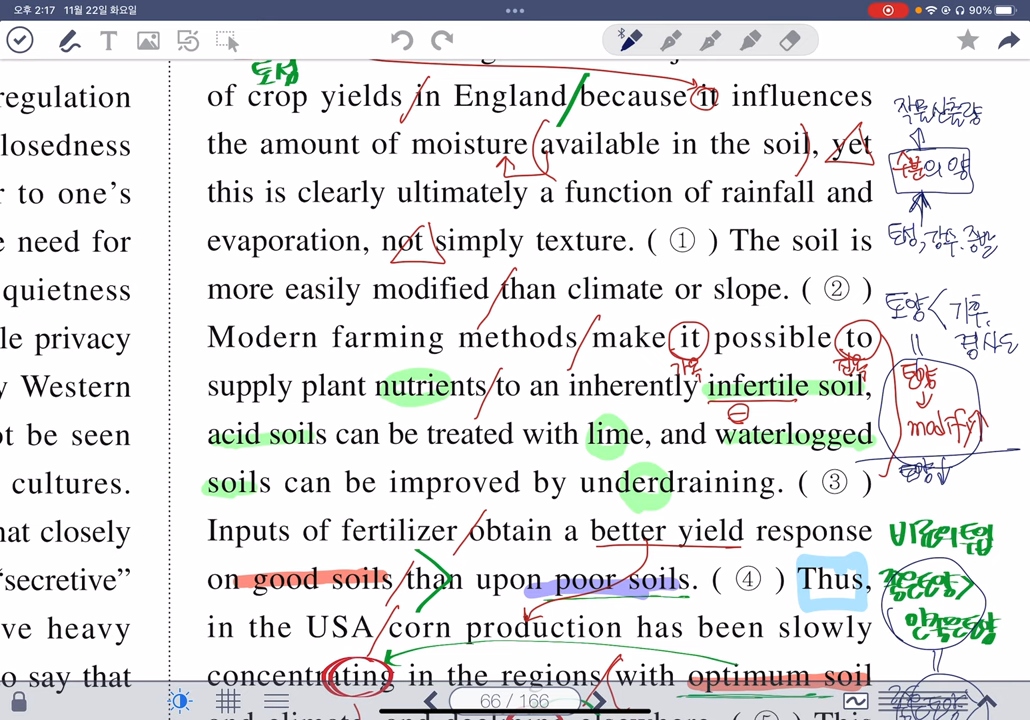 오후 2:17 11월 22일 화요일
90%
T
토성
regulation
losedness
r to one's
e need for
quietness
le privacy
y Western
ot be seen
cultures.
hat closely
"secretive"
ve heavy
o say that
of crop yields in England because it influences
the amount of moisture available in the soil, yet
this is clearly ultimately a function of rainfall and
evaporation, not simply texture. ( ① ) The soil is
more easily modified than climate or slope. ( ② )
Modern farming methods make it possible to
가목
진목
supply plant nutrients to an inherently infertile soil,
acid soils can be treated with lime, and waterlogged
soils can be improved by underdraining. ( ③ )
Inputs of fertilizer obtain a better yield response
on good soils than upon poor soils. ( ④ ) Thus,
in the USA corn production has been slowly
concentrating in the regions with optimum soil
작물 산출량
수분의 양
토성, 강수, 증발
토양 < 기후,
경사도
토양
modify
토양
비료의
좋은토양 >
안좋은토양
66 / 166